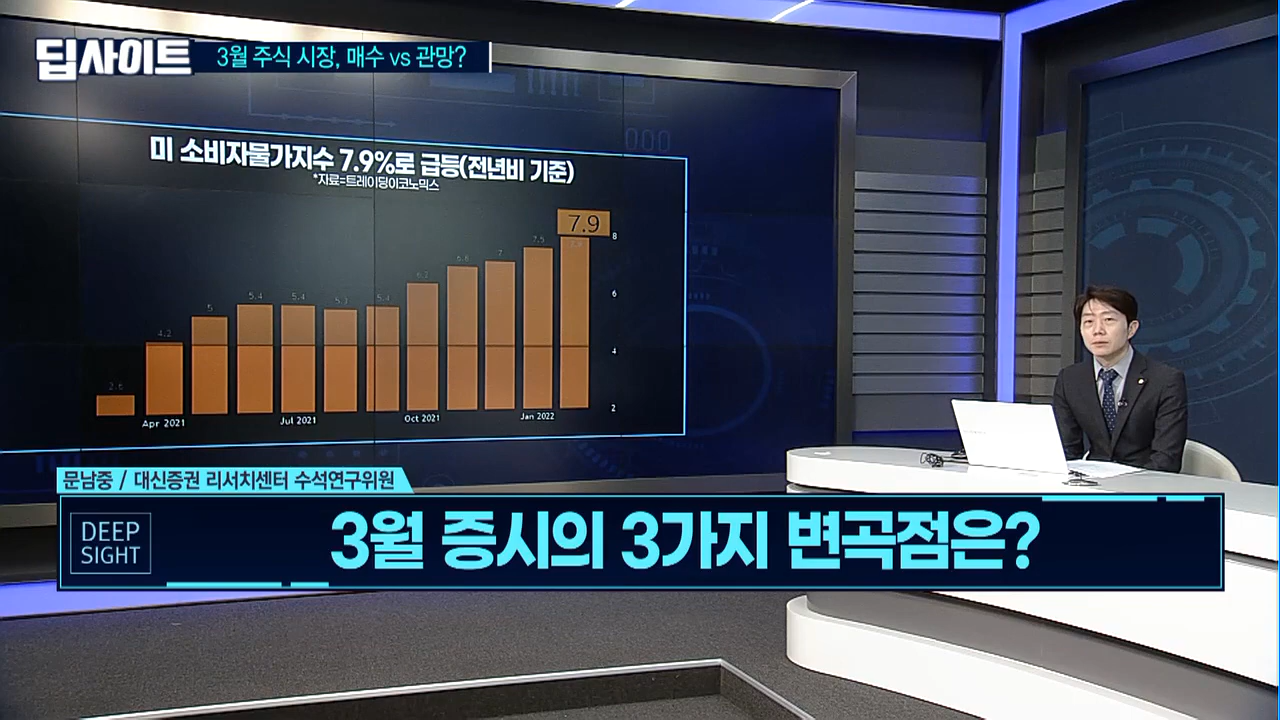 딥사이트
3월 주식 시장, 매수 vs 관망?
미 소비자물가지수 7.9%로 급등(전년비 기준)
*자료=트레이딩이코노믹스
7.9
2.6
4.2
5
5.4
5.4
5.3
5.4
6.2
6.8
7
7.5
8
6
4
2
Apr 2021
Jul 2021
Oct 2021
Jan 2022
문남중 / 대신증권 리서치센터 수석연구위원
DEEP
SIGHT
3월 증시의 3가지 변곡점은?